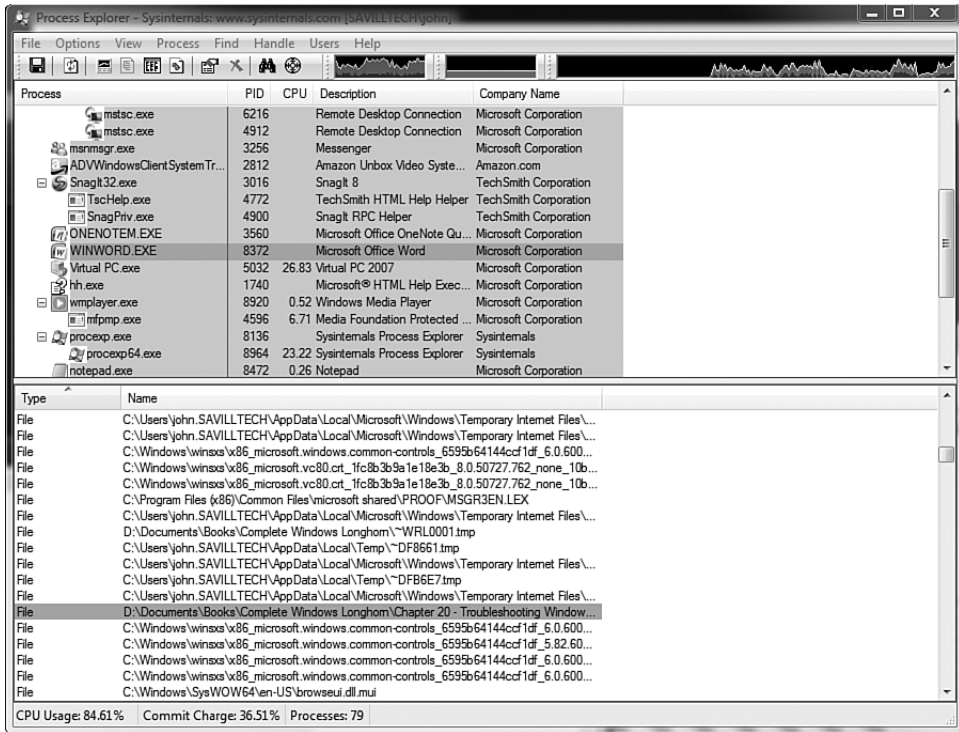 Process Explorer - Sysinternals: www.sysinternals.com [SAVILLTECH\john]
File Options View Process Find Handle Users Help
Process PID CPU Description Company Name
mstsc.exe 6216 Remote Desktop Connection Microsoft Corporation
mstsc.exe 4912 Remote Desktop Connection Microsoft Corporation
msnmsgr.exe 3256 Messenger Microsoft Corporation
ADVWindowsClientSystemTr... 2812 Amazon Unbox Video Syste... Amazon.com
SnagIt32.exe 3016 SnagIt 8 TechSmith Corporation
TscHelp.exe 4772 TechSmith HTML Help Helper TechSmith Corporation
SnagPriv.exe 4900 SnagIt RPC Helper TechSmith Corporation
ONENOTEM.EXE 3560 Microsoft Office OneNote Qu... Microsoft Corporation
WINWORD.EXE 8372 Microsoft Office Word Microsoft Corporation
Virtual PC.exe 5032 26.83 Virtual PC 2007 Microsoft Corporation
hh.exe 1740 Microsoft® HTML Help Exec... Microsoft Corporation
wmplayer.exe 8920 0.52 Windows Media Player Microsoft Corporation
mfpmp.exe 4596 6.71 Media Foundation Protected ... Microsoft Corporation
procexp.exe 8136 Sysinternals Process Explorer Sysinternals
procexp64.exe 8964 23.22 Sysinternals Process Explorer Sysinternals
notepad.exe 8472 0.26 Notepad Microsoft Corporation
Type Name
File C:\Users\john.SAVILLTECH\AppData\Local\Microsoft\Windows\Temporary Internet Files\...
File C:\Users\john.SAVILLTECH\AppData\Local\Microsoft\Windows\Temporary Internet Files\...
File C:\Windows\winsxs\x86_microsoft.windows.common-controls_6595b64144ccf1df_6.0.600...
File C:\Windows\winsxs\x86_microsoft.vc80.crt_1fc8b3b9a1e18e3b_8.0.50727.762_none_10b...
File C:\Windows\winsxs\x86_microsoft.vc80.crt_1fc8b3b9a1e18e3b_8.0.50727.762_none_10b...
File C:\Program Files (x86)\Common Files\microsoft shared\PROOF\MSGR3EN.LEX
File C:\Users\john.SAVILLTECH\AppData\Local\Microsoft\Windows\Temporary Internet Files\...
File D:\Documents\Books\Complete Windows Longhorn\~WRL0001.tmp
File C:\Users\john.SAVILLTECH\AppData\Local\Temp\~DF8661.tmp
File C:\Users\john.SAVILLTECH\AppData\Local\Microsoft\Windows\Temporary Internet Files\...
File C:\Users\john.SAVILLTECH\AppData\Local\Temp\~DFB6E7.tmp
File C:\Users\john.SAVILLTECH\AppData\Local\Microsoft\Windows\Temporary Internet Files\...
File D:\Documents\Books\Complete Windows Longhorn\Chapter 20 - Troubleshooting Window...
File C:\Windows\winsxs\x86_microsoft.windows.common-controls_6595b64144ccf1df_6.0.600...
File C:\Windows\winsxs\x86_microsoft.windows.common-controls_6595b64144ccf1df_5.82.60...
File C:\Windows\winsxs\x86_microsoft.windows.common-controls_6595b64144ccf1df_6.0.600...
File C:\Windows\winsxs\x86_microsoft.windows.common-controls_6595b64144ccf1df_6.0.600...
File C:\Windows\SysWOW64\en-US\browseui.dll.mui
CPU Usage: 84.61% Commit Charge: 36.51% Processes: 79